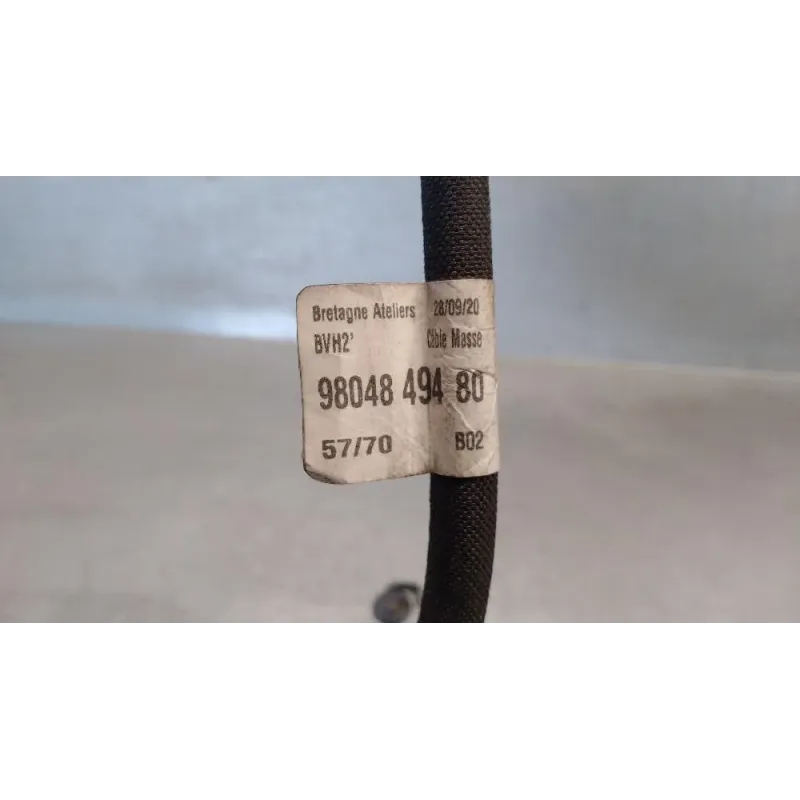 Bretagne Ateliers 28/09/20
BVH2' Câble Masse
98048 494 80
57/70 B02